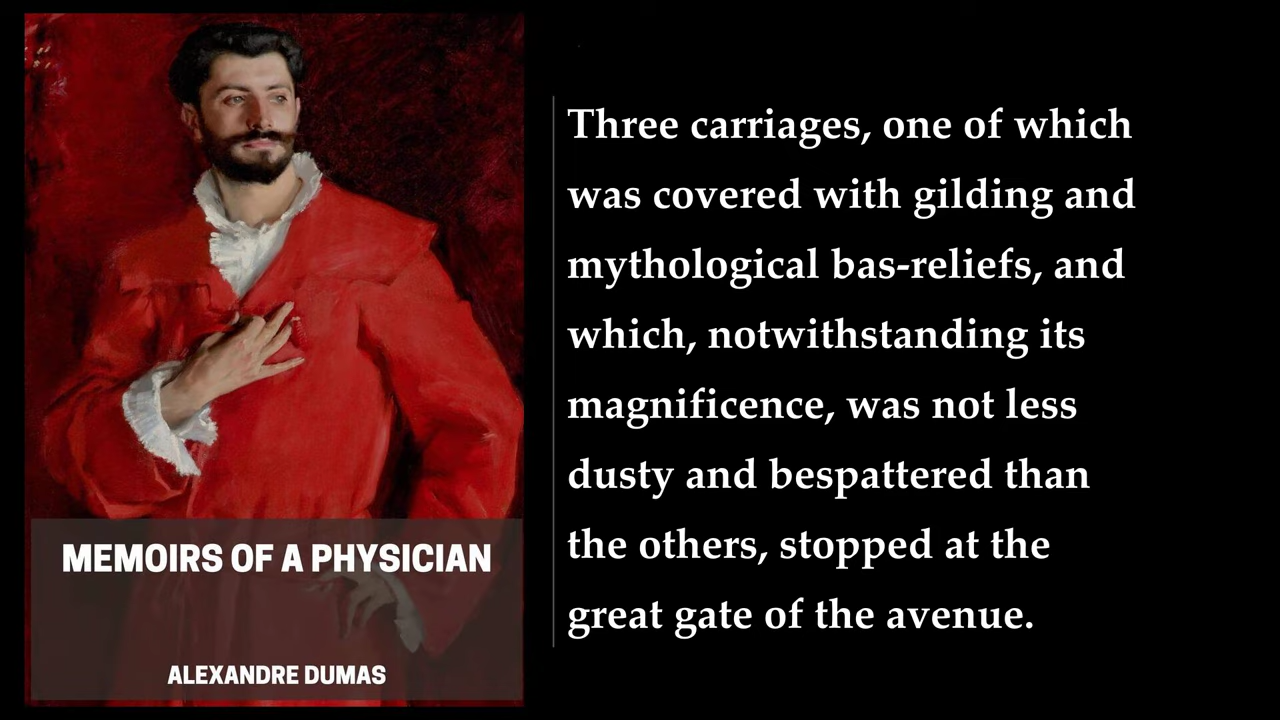 MEMOIRS OF A PHYSICIAN
ALEXANDRE DUMAS
Three carriages, one of which
was covered with gilding and
mythological bas-reliefs, and
which, notwithstanding its
magnificence, was not less
dusty and bespattered than
the others, stopped at the
great gate of the avenue.